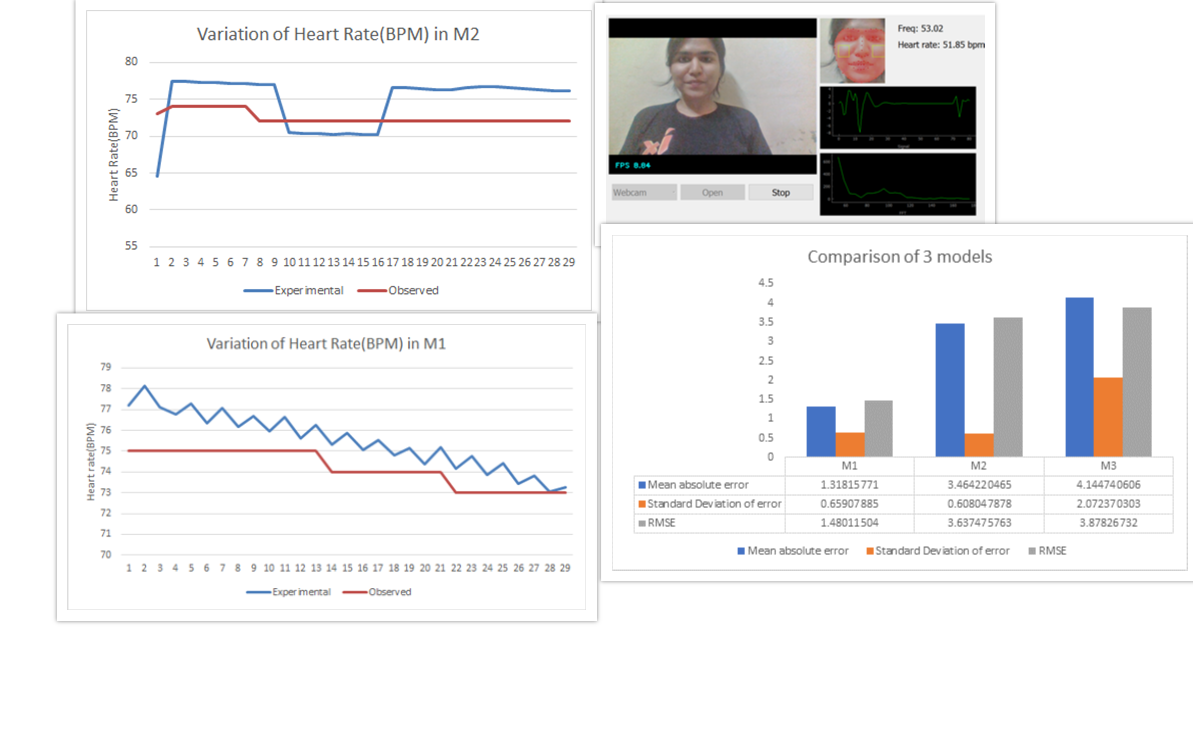 Variation of Heart Rate(BPM) in M2
Heart Rate(BPM)
80
75
70
65
60
55
1 2 3 4 5 6 7 8 9 10 11 12 13 14 15 16 17 18 19 20 21 22 23 24 25 26 27 28 29
Experimental Observed
Freq: 53.02
Heart rate: 51.85 bpm
FPS 8.84
Webcam Open Stop
Variation of Heart Rate(BPM) in M1
Heart rate(BPM)
79
78
77
76
75
74
73
72
71
70
1 2 3 4 5 6 7 8 9 10 11 12 13 14 15 16 17 18 19 20 21 22 23 24 25 26 27 28 29
Experimental Observed
Comparison of 3 models
4.5
4
3.5
3
2.5
2
1.5
1
0.5
0
M1 M2 M3
Mean absolute error 1.31815771 3.464220465 4.144740606
Standard Deviation of error 0.65907885 0.608047878 2.072370303
RMSE 1.48011504 3.637475763 3.87826732
Mean absolute error Standard Deviation of error RMSE